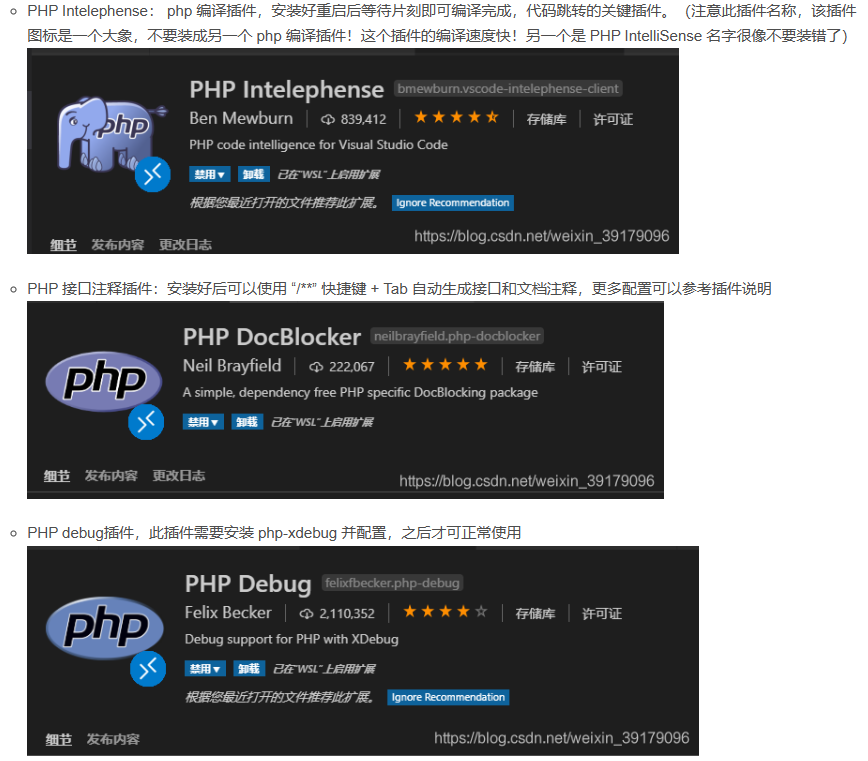 PHP Intelephense： php 编译插件，安装好重启后等待片刻即可编译完成，代码跳转的关键插件。（注意此插件名称，该插件
图标是一个大象，不要装成另一个 php 编译插件！这个插件的编译速度快！另一个是 PHP IntelliSense 名字很像不要装错了)
php
PHP Intelephense bmewburn.vscode-intelephense-client
Ben Mewburn 839,412 存储库 许可证
PHP code intelligence for Visual Studio Code
禁用 卸载 已在"WSL"上启用扩展
根据您最近打开的文件推荐此扩展。 Ignore Recommendation
细节 发布内容 更改日志
https://blog.csdn.net/weixin_39179096
PHP 接口注释插件：安装好后可以使用 “/**” 快捷键 + Tab 自动生成接口和文档注释，更多配置可以参考插件说明
php
PHP DocBlocker neilbrayfield.php-docblocker
Neil Brayfield 222,067 存储库 许可证
A simple, dependency free PHP specific DocBlocking package
禁用 卸载 已在"WSL"上启用扩展
细节 发布内容 更改日志
https://blog.csdn.net/weixin_39179096
PHP debug插件，此插件需要安装 php-xdebug 并配置，之后才可正常使用
php
PHP Debug felixfbecker.php-debug
Felix Becker 2,110,352 存储库 许可证
Debug support for PHP with XDebug
禁用 卸载 已在"WSL"上启用扩展
根据您最近打开的文件推荐此扩展。 Ignore Recommendation
细节 发布内容
https://blog.csdn.net/weixin_39179096